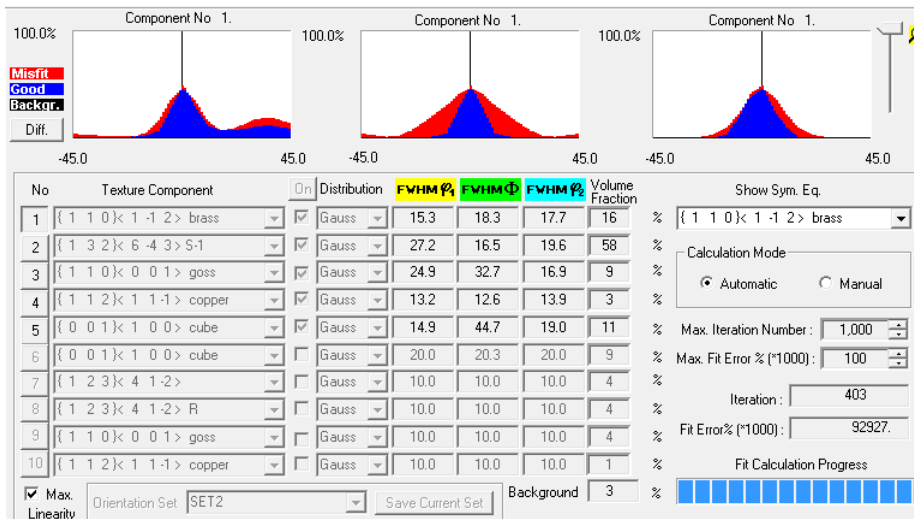 Component No 1. Component No 1. Component No 1.
100.0% 100.0% 100.0%
Misfit
Good
Backgr.
Diff.
-45.0 45.0 -45.0 45.0 -45.0 45.0
No Texture Component On Distribution FWHM φ1 FWHM Φ FWHM φ2 Volume Fraction Show Sym. Eq.
1 { 1 1 0}< 1 -1 2> brass Gauss 15.3 18.3 17.7 16 % { 1 1 0}< 1 -1 2> brass
2 { 1 3 2}< 6 -4 3> S-1 Gauss 27.2 16.5 19.6 58 %
Calculation Mode
3 { 1 1 0}< 0 0 1> goss Gauss 24.9 32.7 16.9 9 % Automatic Manual
4 { 1 1 2}< 1 1-1> copper Gauss 13.2 12.6 13.9 3 %
5 { 0 0 1}< 1 0 0> cube Gauss 14.9 44.7 19.0 11 % Max. Iteration Number : 1,000
6 { 0 0 1}< 1 0 0> cube Gauss 20.0 20.3 20.0 9 % Max. Fit Error % (*1000) : 100
7 { 1 2 3}< 4 1 -2> Gauss 10.0 10.0 10.0 4 %
8 { 1 2 3}< 4 1 -2> R Gauss 10.0 10.0 10.0 4 % Iteration : 403
9 { 1 1 0}< 0 0 1> goss Gauss 10.0 10.0 10.0 4 % Fit Error% (*1000) : 92927.
10 { 1 1 2}< 1 1-1> copper Gauss 10.0 10.0 10.0 1 % Fit Calculation Progress
Max. Linearity Orientation Set SET2 Save Current Set Background 3 %